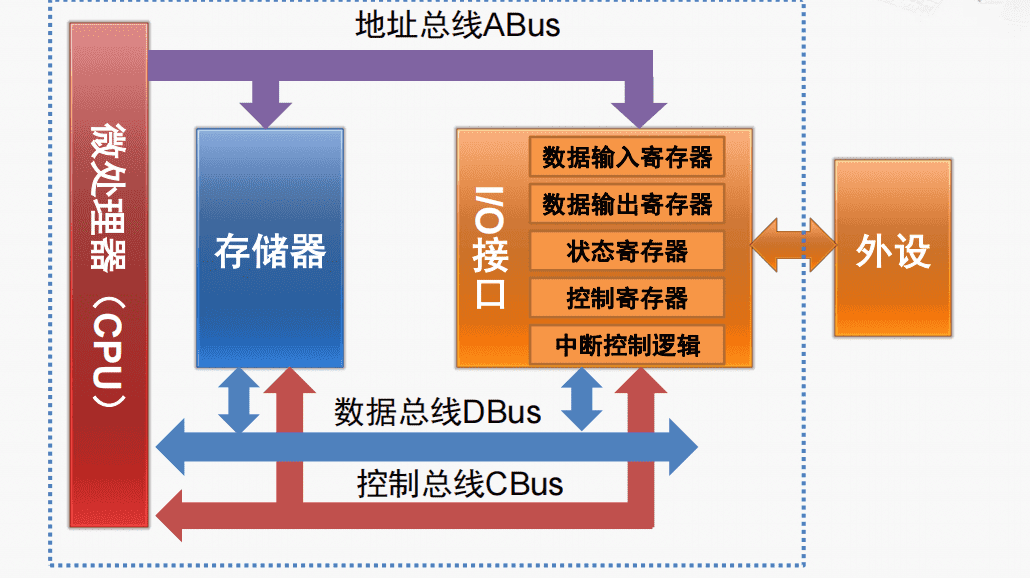 地址总线ABus
微处理器（CPU）
存储器
I/O接口
数据输入寄存器
数据输出寄存器
状态寄存器
控制寄存器
中断控制逻辑
外设
数据总线DBus
控制总线CBus